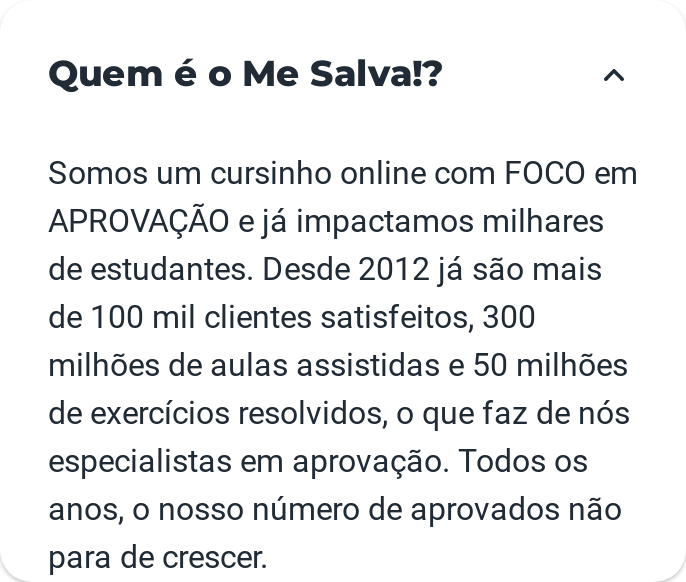 Quem é o Me Salva!?
Somos um cursinho online com FOCO em
APROVAÇÃO e já impactamos milhares
de estudantes. Desde 2012 já são mais
de 100 mil clientes satisfeitos, 300
milhões de aulas assistidas e 50 milhões
de exercícios resolvidos, o que faz de nós
especialistas em aprovação. Todos os
anos, o nosso número de aprovados não
para de crescer.